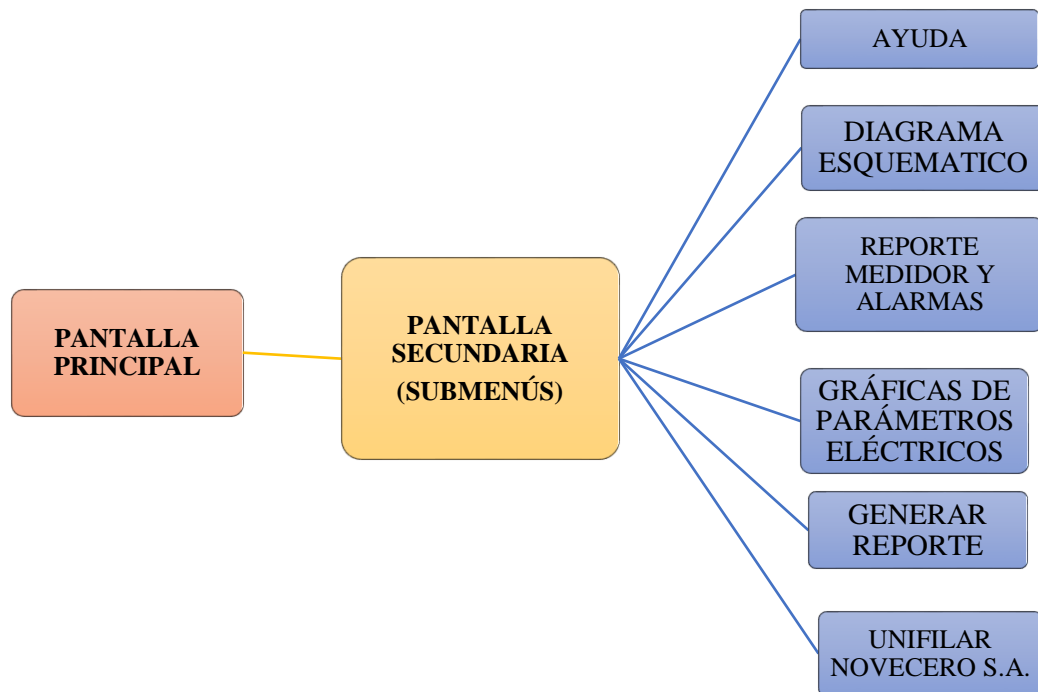 PANTALLA
PRINCIPAL
PANTALLA
SECUNDARIA
(SUBMENÚS)
AYUDA
DIAGRAMA
ESQUEMATICO
REPORTE
MEDIDOR Y
ALARMAS
GRÁFICAS DE
PARÁMETROS
ELÉCTRICOS
GENERAR
REPORTE
UNIFILAR
NOVECERO S.A.